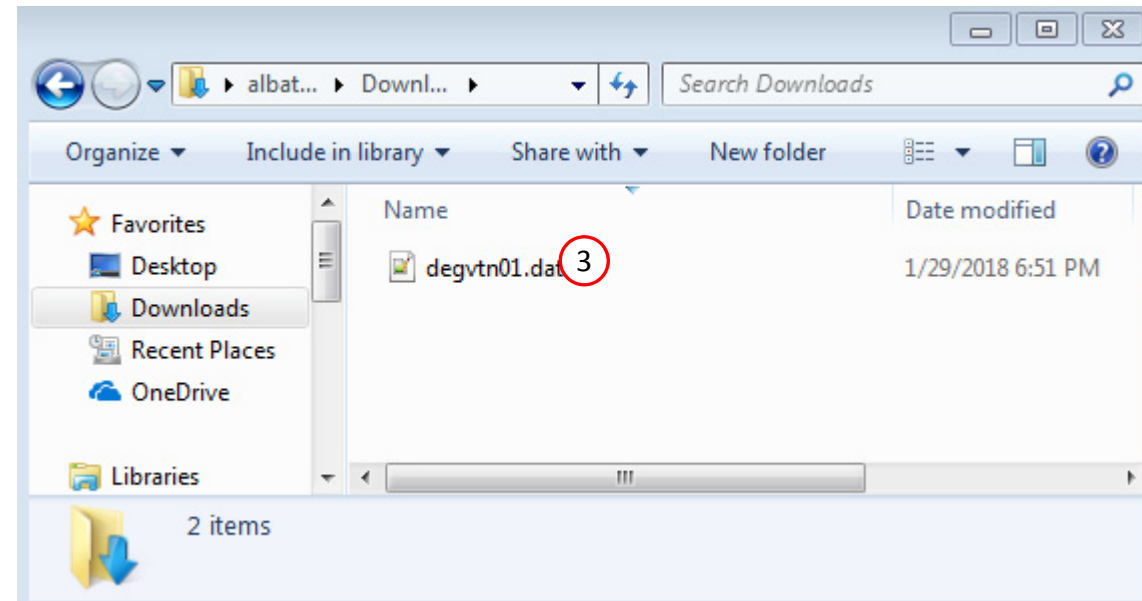 albat... Downl... Search Downloads
Organize Include in library Share with New folder
Favorites
Desktop
Downloads
Recent Places
OneDrive
Libraries
Name Date modified
degvtn01.dat 3 1/29/2018 6:51 PM
2 items